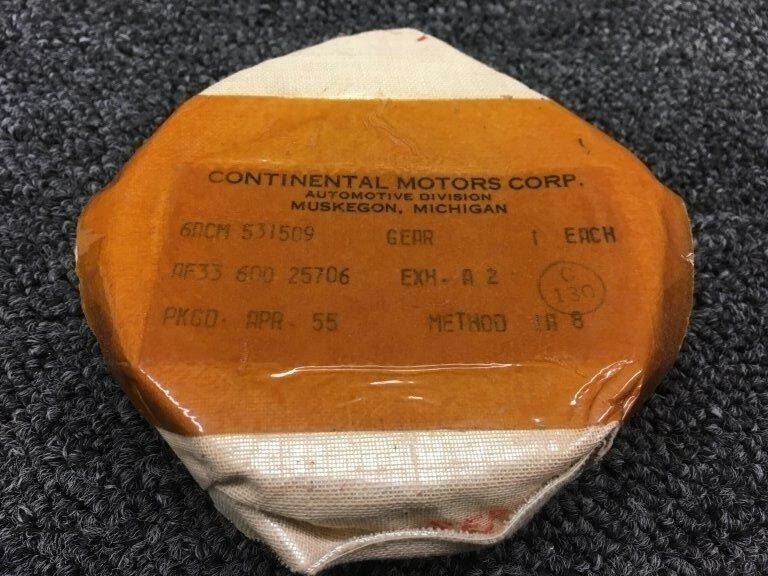 CONTINENTAL MOTORS CORP.
AUTOMOTIVE DIVISION
MUSKEGON, MICHIGAN
6ACM 531509 GEAR 1 EACH
AF33 600 25706 EXH- A 2
C
130
PKGD. APR. 55 METHOD 1A 8